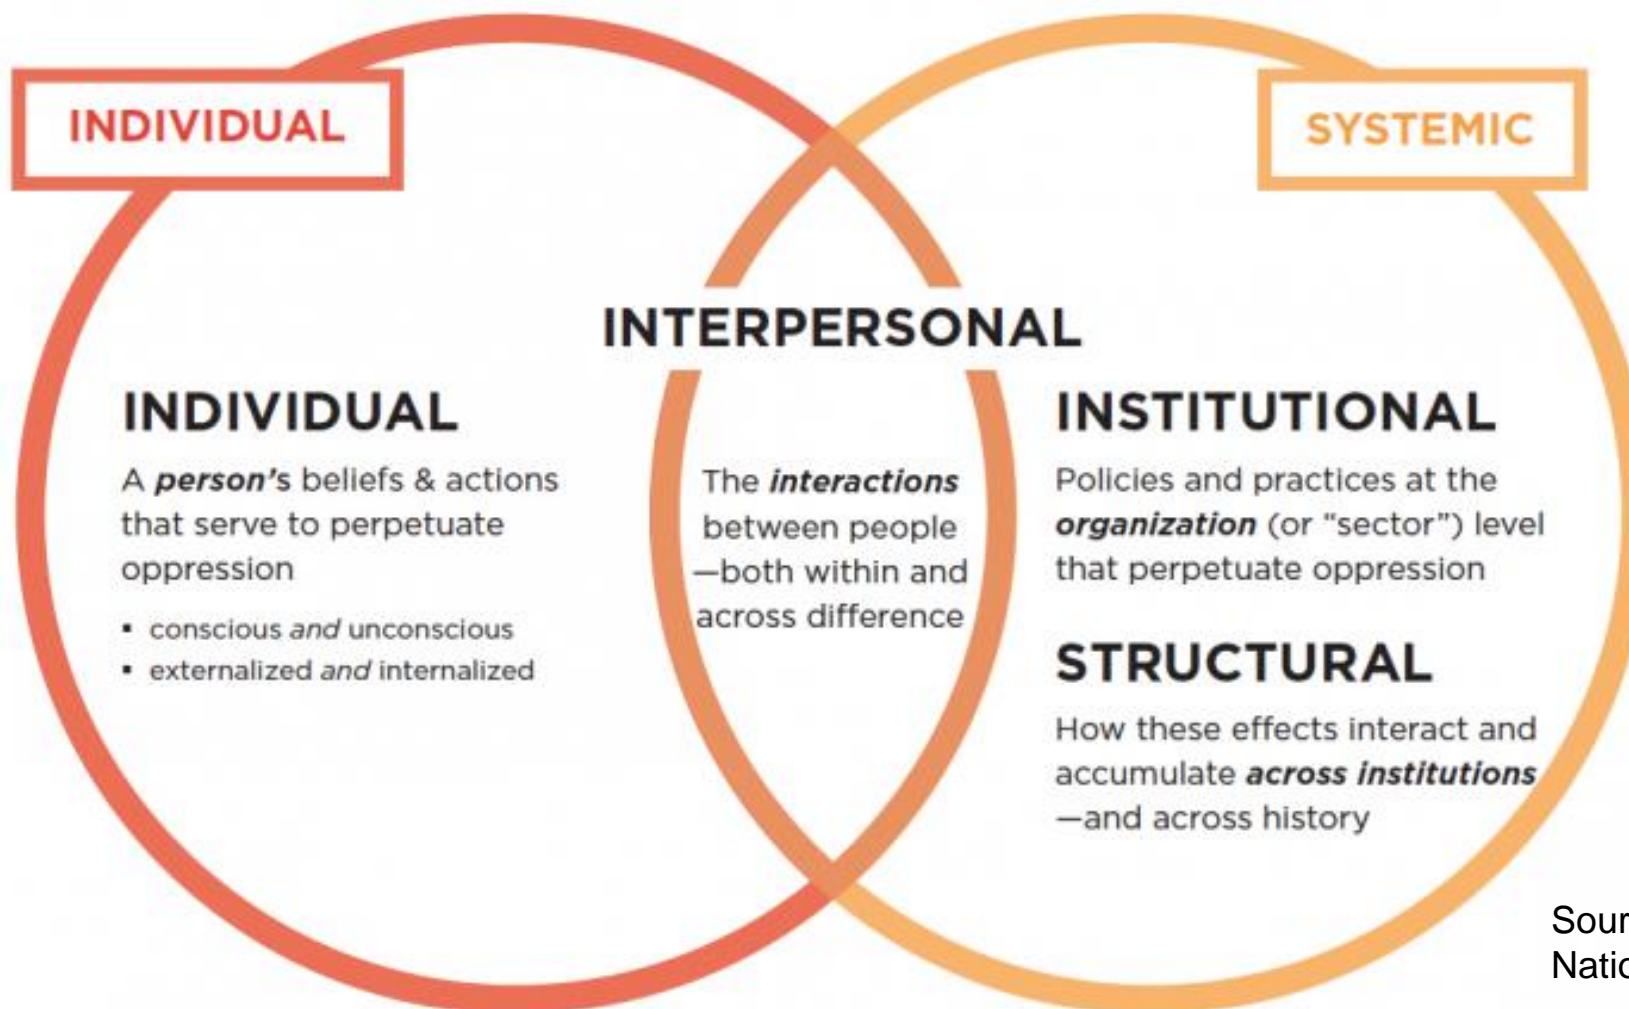 INDIVIDUAL
SYSTEMIC
INTERPERSONAL
INDIVIDUAL
A person's beliefs & actions
that serve to perpetuate
oppression
▪ conscious and unconscious
▪ externalized and internalized
The interactions
between people
—both within and
across difference
INSTITUTIONAL
Policies and practices at the
organization (or “sector”) level
that perpetuate oppression
STRUCTURAL
How these effects interact and
accumulate across institutions
—and across history